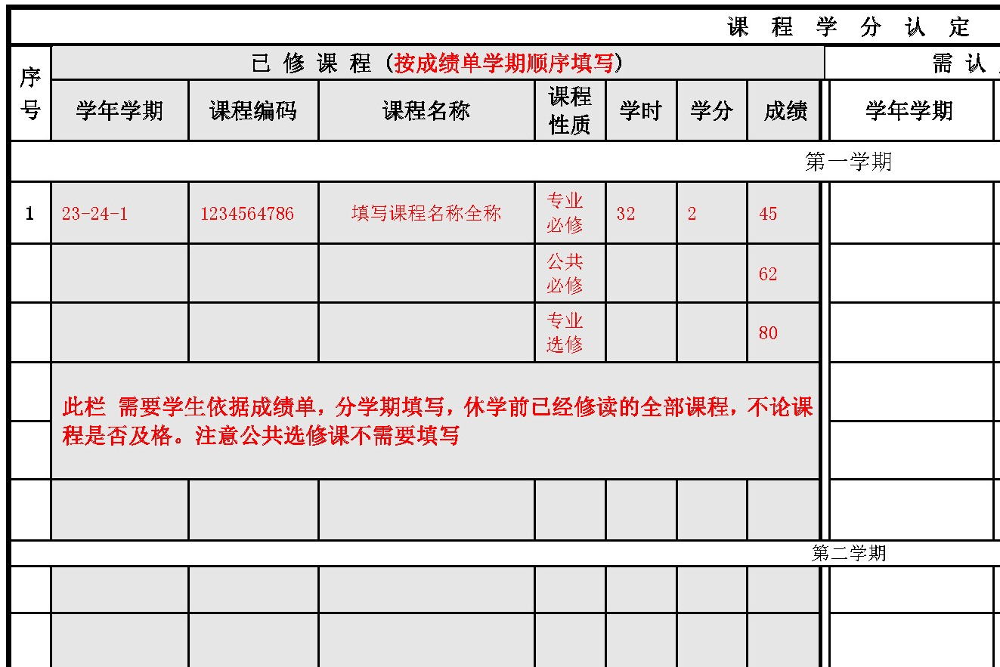 课 程 学 分 认 定
序号
已 修 课 程 (按成绩单学期顺序填写)
需 认
学年学期
课程编码
课程名称
课程
性质
学时
学分
成绩
学年学期
第一学期
1
23-24-1
1234564786
填写课程名称全称
专业
必修
32
2
45
公共
必修
62
专业
选修
80
此栏 需要学生依据成绩单，分学期填写，休学前已经修读的全部课程，不论课
程是否及格。注意公共选修课不需要填写
第二学期